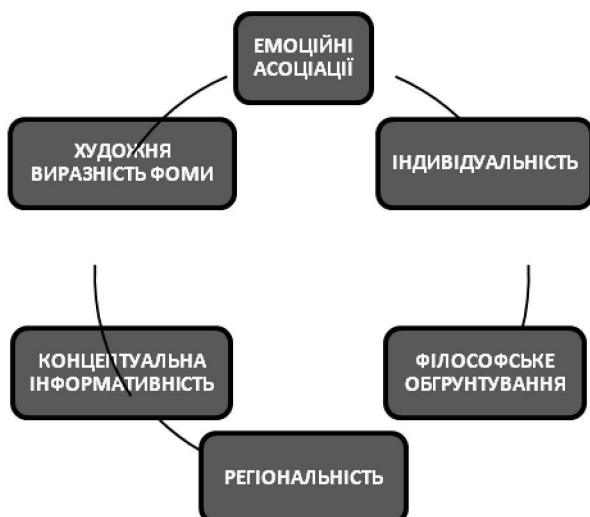 ЕМОЦІЙНІ
АСОЦІАЦІЇ
ХУДОЖНЯ
ВИРАЗНІСТЬ ФОМИ
ІНДИВІДУАЛЬНІСТЬ
КОНЦЕПТУАЛЬНА
ІНФОРМАТИВНІСТЬ
ФІЛОСОФСЬКЕ
ОБГРУНТУВАННЯ
РЕГІОНАЛЬНІСТЬ